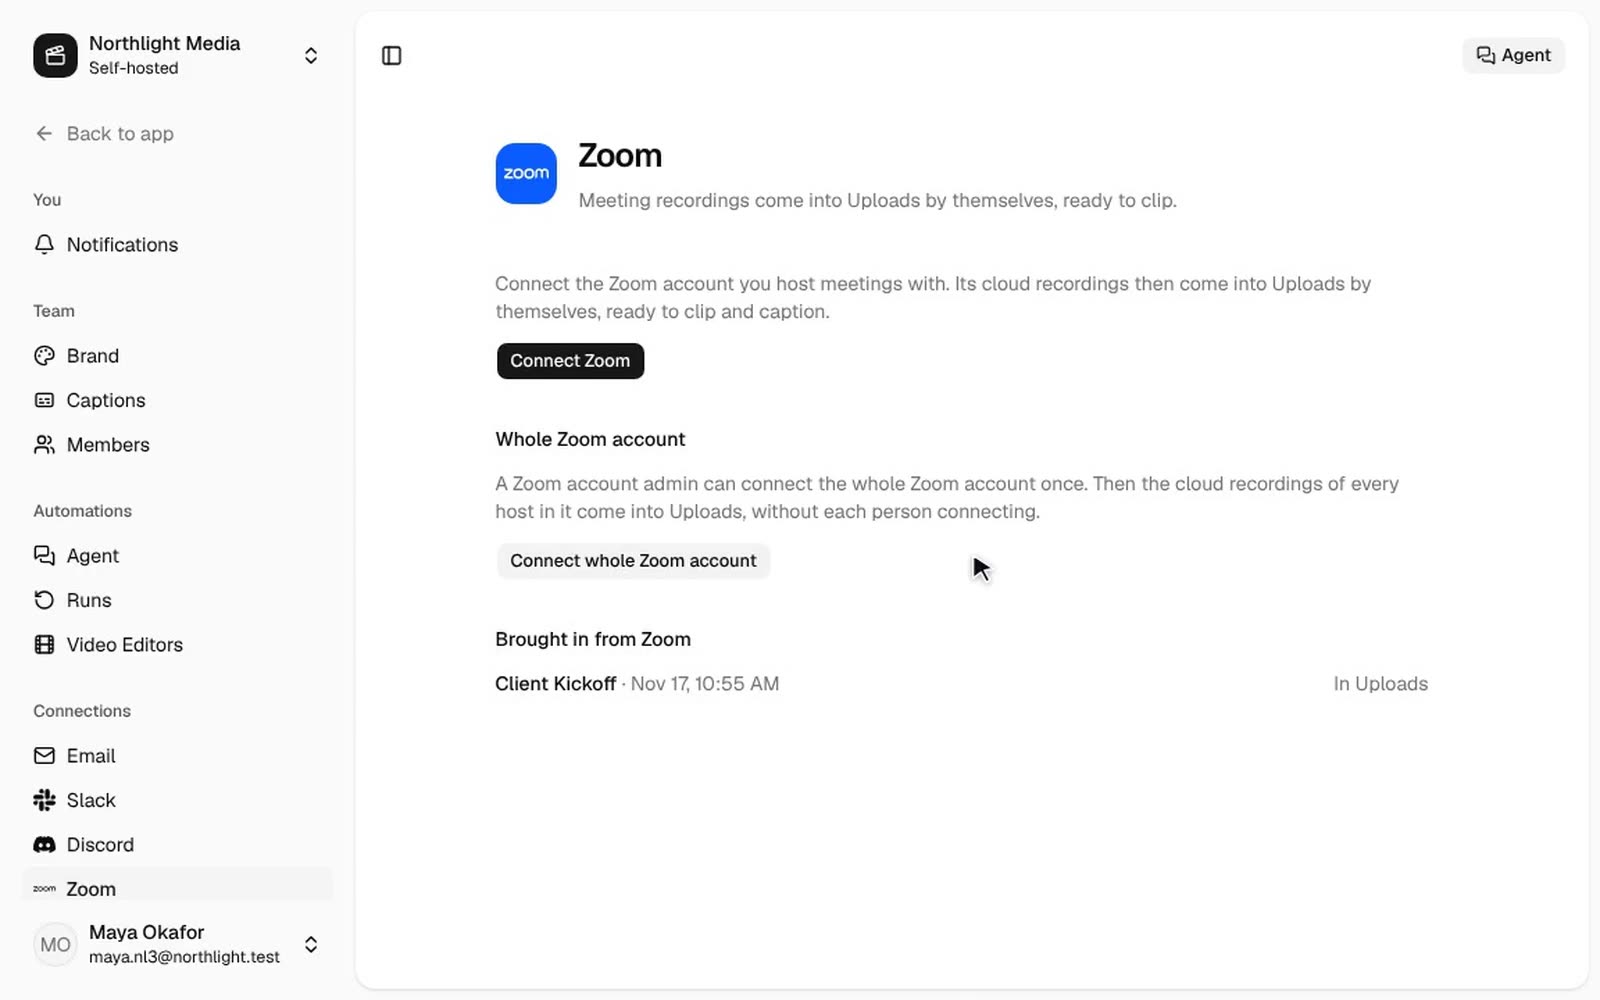 Northlight Media
Self-hosted
Back to app
You
Notifications
Team
Brand
Captions
Members
Automations
Agent
Runs
Video Editors
Connections
Email
Slack
Discord
zoom Zoom
MO
Maya Okafor
maya.nl3@northlight.test
Agent
zoom
Zoom
Meeting recordings come into Uploads by themselves, ready to clip.
Connect the Zoom account you host meetings with. Its cloud recordings then come into Uploads by
themselves, ready to clip and caption.
Connect Zoom
Whole Zoom account
A Zoom account admin can connect the whole Zoom account once. Then the cloud recordings of every
host in it come into Uploads, without each person connecting.
Connect whole Zoom account
Brought in from Zoom
Client Kickoff · Nov 17, 10:55 AM
In Uploads